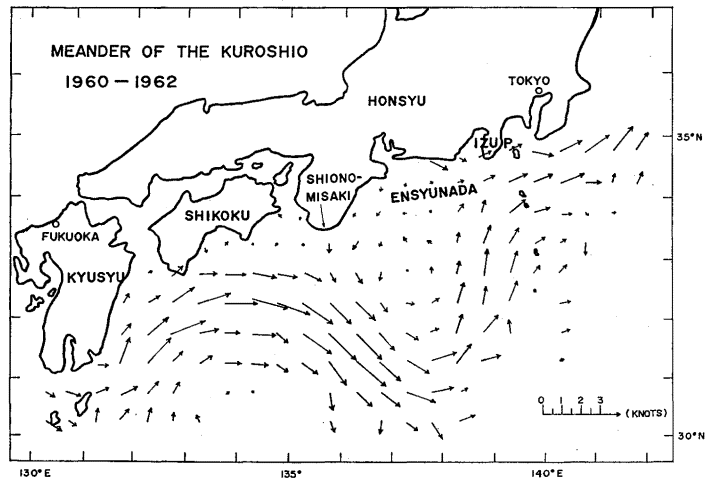 MEANDER OF THE KUROSHIO
1960 – 1962
TOKYO
HONSYU
IZU P.
35°N
SHIONO-
MISAKI
ENSYUNADA
SHIKOKU
FUKUOKA
KYUSYU
0 1 2 3
(KNOTS)
30°N
130°E
135°
140°E